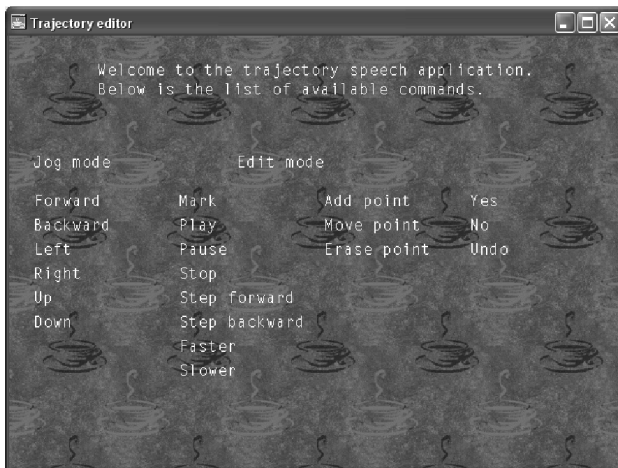 Trajectory editor
Welcome to the trajectory speech application.
Below is the list of available commands.
Jog mode Edit mode
Forward Mark Add point Yes
Backward Play Move point No
Left Pause Erase point Undo
Right Stop
Up Step forward
Down Step backward
Faster
Slower